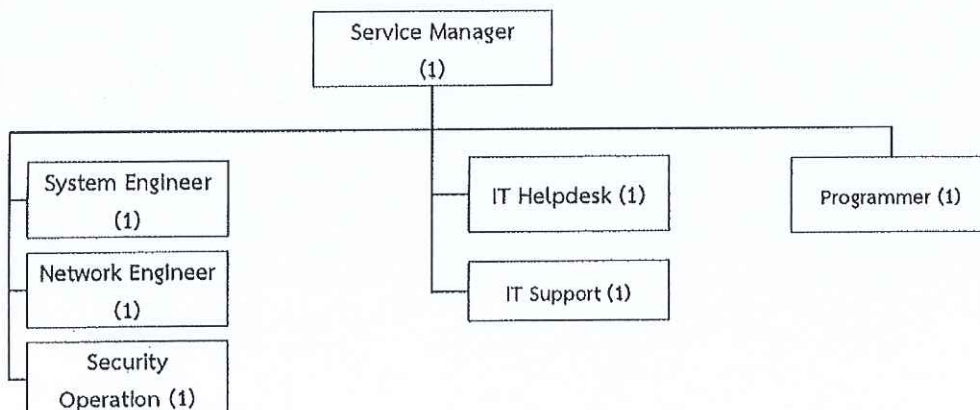 Service Manager
(1)
System Engineer
(1)
IT Helpdesk (1)
Programmer (1)
Network Engineer
(1)
IT Support (1)
Security
Operation (1)